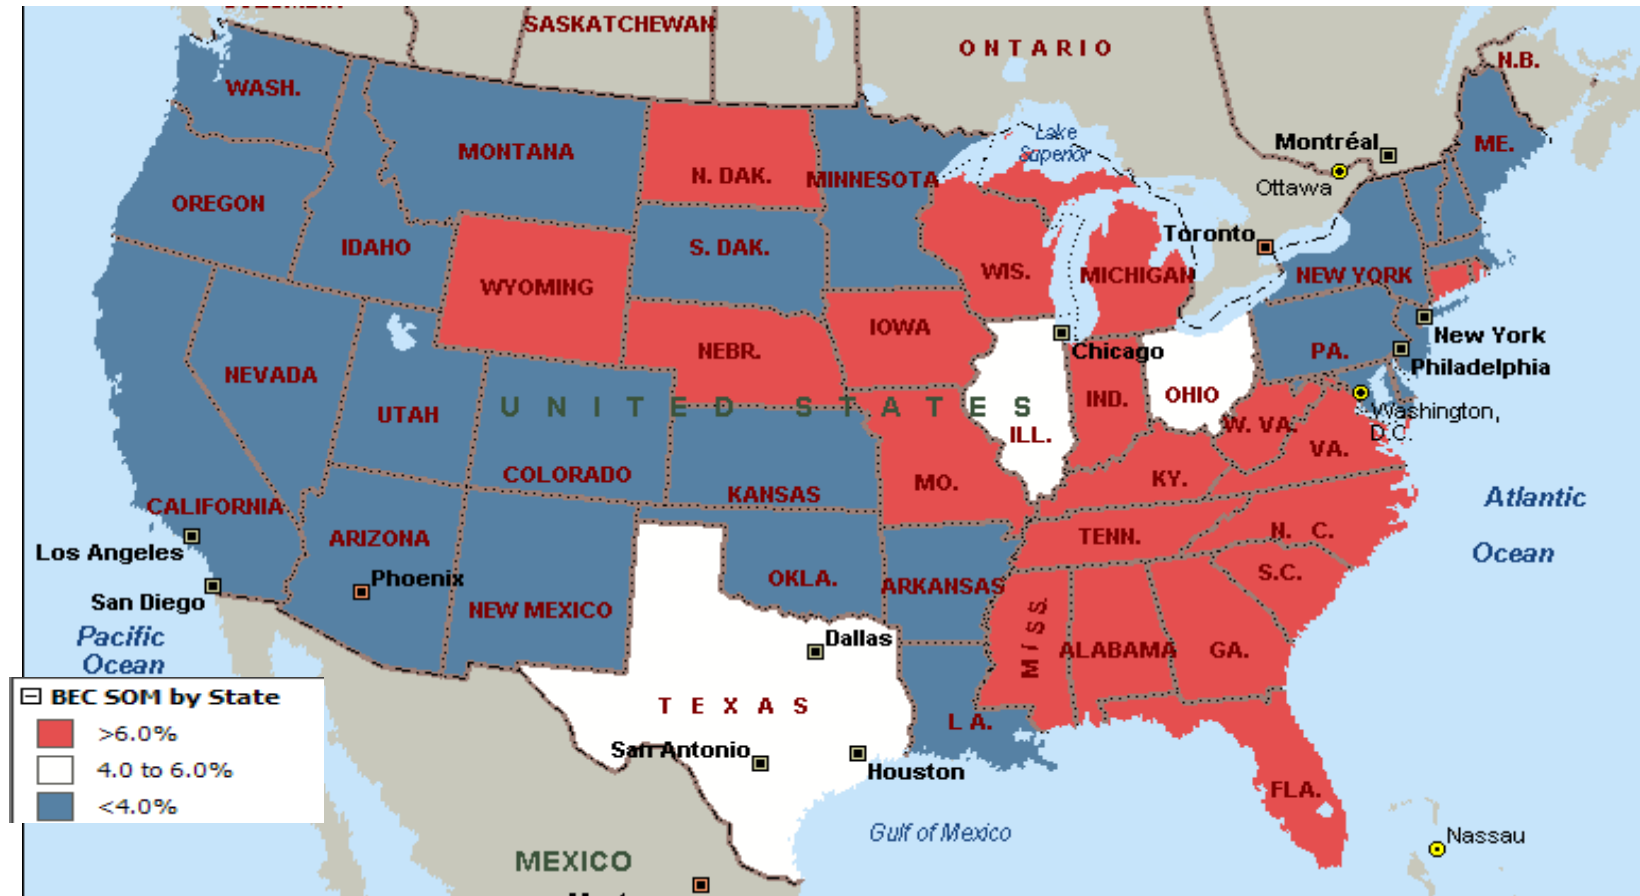 SASKATCHEWAN
ONTARIO
N.B.
WASH.
MONTANA
N. DAK.
MINNESOTA
Lake
Superior
Montréal
Ottawa
ME.
OREGON
IDAHO
S. DAK.
WIS.
MICHIGAN
Toronto
NEW YORK
WYOMING
IOWA
NEBR.
Chicago
PA.
New York
Philadelphia
NEVADA
UTAH
UNITED STATES
IND.
OHIO
W. VA.
Washington,
D.C.
ILL.
VA.
COLORADO
KANSAS
MO.
KY.
Atlantic
Ocean
CALIFORNIA
Los Angeles
ARIZONA
Phoenix
TENN.
N. C.
S.C.
OKLA.
ARKANSAS
San Diego
NEW MEXICO
Pacific
Ocean
Dallas
MISS.
ALABAMA
GA.
TEXAS
LA.
San Antonio
Houston
FLA.
Gulf of Mexico
Nassau
MEXICO
BEC SOM by State
>6.0%
4.0 to 6.0%
<4.0%